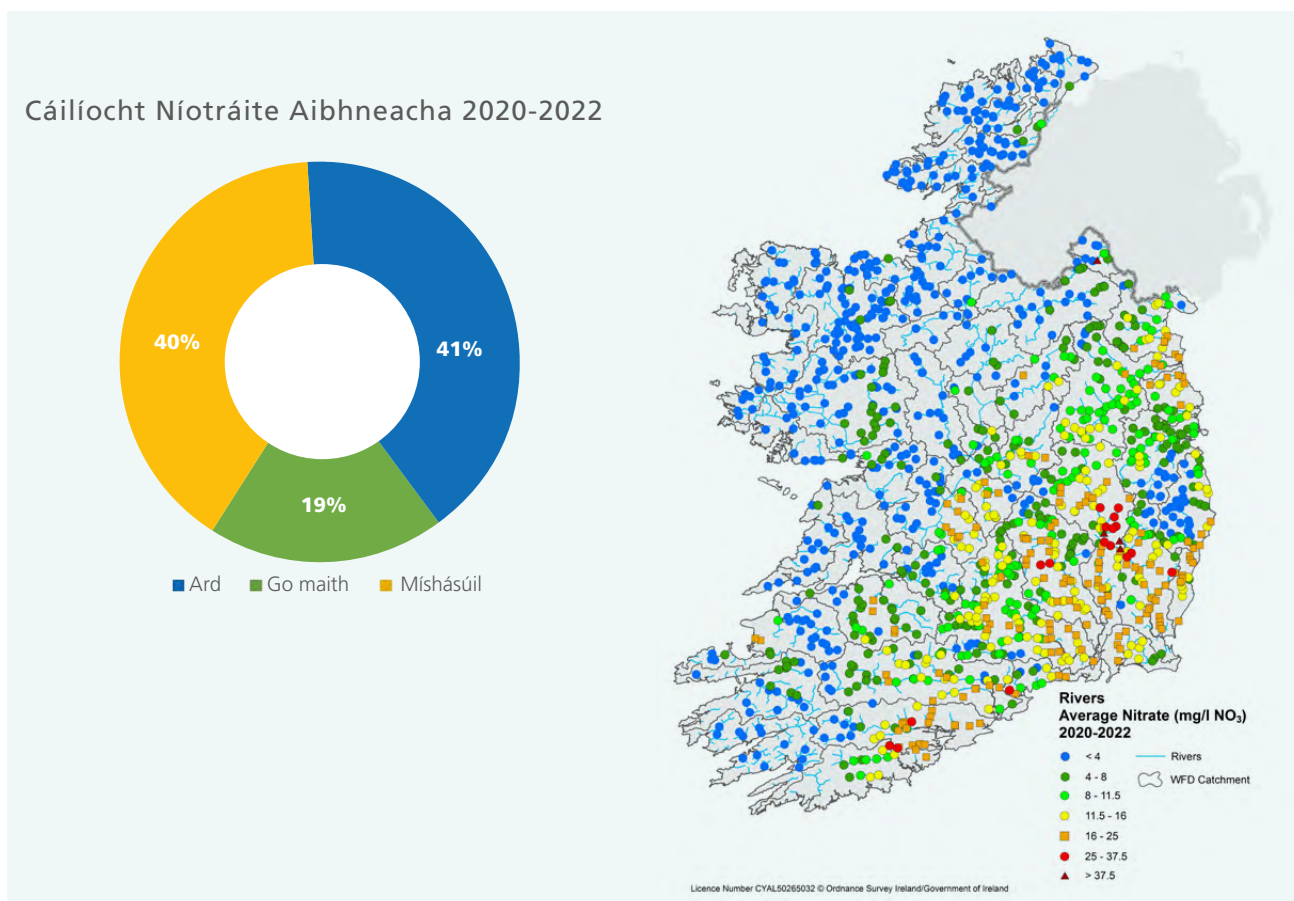 Cáilíocht Níotráite Aibhneacha 2020-2022
40%
41%
19%
Ard Go maith Míshásúil
Rivers
Average Nitrate (mg/l NO₃)
2020-2022
< 4 Rivers
4 - 8 WFD Catchment
8 - 11.5
11.5 - 16
16 - 25
25 - 37.5
> 37.5
Licence Number CYAL50265032 © Ordnance Survey Ireland/Government of Ireland